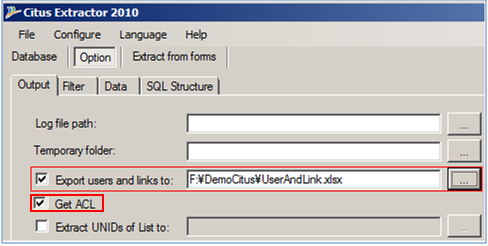 Citus Extractor 2010
File Configure Language Help
Database Option Extract from forms
Output Filter Data SQL Structure
Log file path: ...
Temporary folder: ...
Export users and links to: F:¥DemoCitus¥UserAndLink.xlsx ...
Get ACL
Extract UNIDs of List to: ...